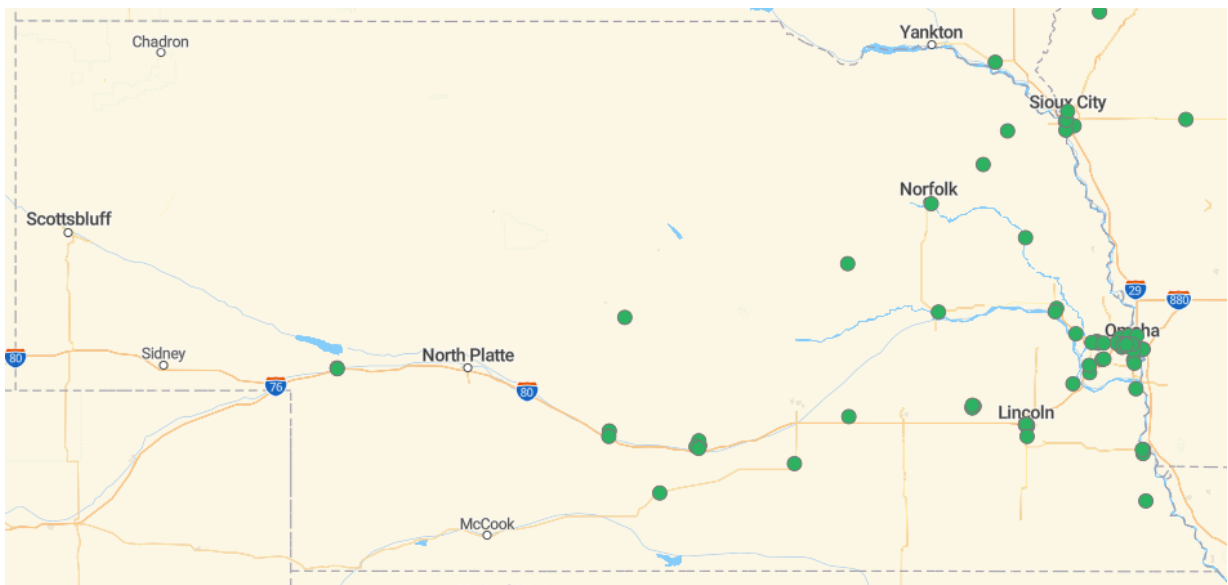 Chadron
Yankton
Sioux City
Norfolk
Scottsbluff
29
880
Omaha
80
Sidney
76
North Platte
80
Lincoln
McCook